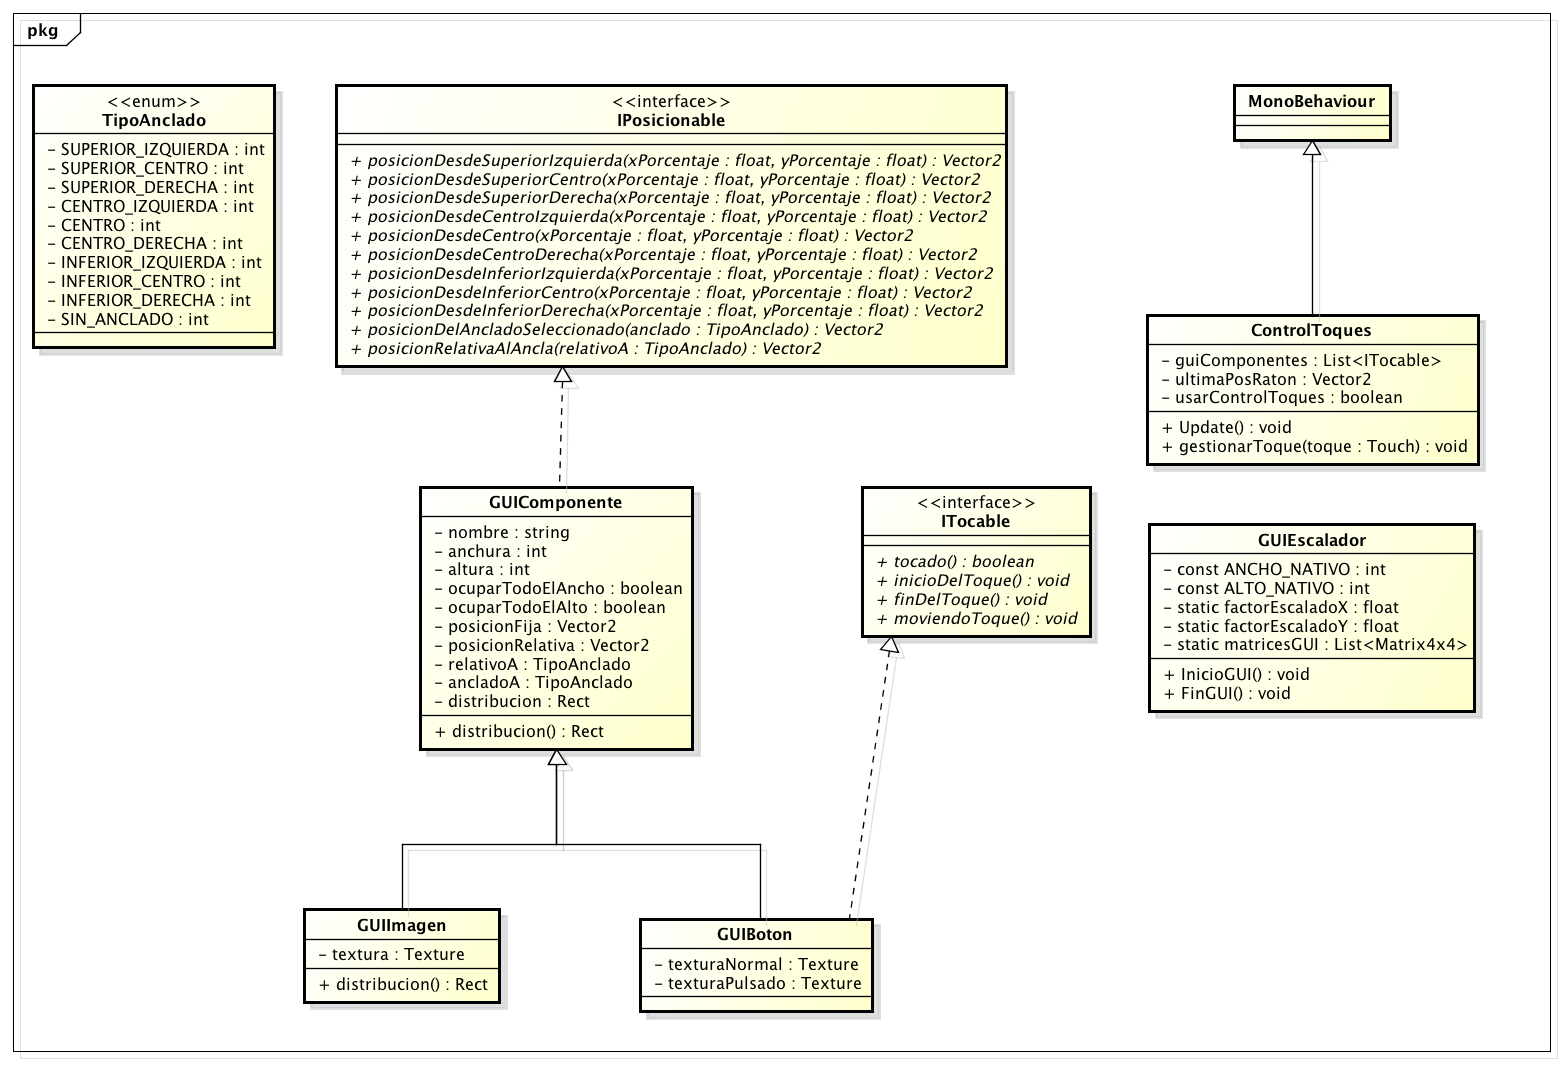 pkg
<<enum>>
TipoAnclado
– SUPERIOR_IZQUIERDA : int
– SUPERIOR_CENTRO : int
– SUPERIOR_DERECHA : int
– CENTRO_IZQUIERDA : int
– CENTRO : int
– CENTRO_DERECHA : int
– INFERIOR_IZQUIERDA : int
– INFERIOR_CENTRO : int
– INFERIOR_DERECHA : int
– SIN_ANCLADO : int
<<interface>>
IPosicionable
+ posicionDesdeSuperiorIzquierda(xPorcentaje : float, yPorcentaje : float) : Vector2
+ posicionDesdeSuperiorCentro(xPorcentaje : float, yPorcentaje : float) : Vector2
+ posicionDesdeSuperiorDerecha(xPorcentaje : float, yPorcentaje : float) : Vector2
+ posicionDesdeCentroIzquierda(xPorcentaje : float, yPorcentaje : float) : Vector2
+ posicionDesdeCentro(xPorcentaje : float, yPorcentaje : float) : Vector2
+ posicionDesdeCentroDerecha(xPorcentaje : float, yPorcentaje : float) : Vector2
+ posicionDesdeInferiorIzquierda(xPorcentaje : float, yPorcentaje : float) : Vector2
+ posicionDesdeInferiorCentro(xPorcentaje : float, yPorcentaje : float) : Vector2
+ posicionDesdeInferiorDerecha(xPorcentaje : float, yPorcentaje : float) : Vector2
+ posicionDelAncladoSeleccionado(anclado : TipoAnclado) : Vector2
+ posicionRelativaAlAncla(relativoA : TipoAnclado) : Vector2
MonoBehaviour
ControlToques
– guiComponentes : List<ITocable>
– ultimaPosRaton : Vector2
– usarControlToques : boolean
+ Update() : void
+ gestionarToque(toque : Touch) : void
GUIComponente
– nombre : string
– anchura : int
– altura : int
– ocuparTodoElAncho : boolean
– ocuparTodoElAlto : boolean
– posicionFija : Vector2
– posicionRelativa : Vector2
– relativoA : TipoAnclado
– ancladoA : TipoAnclado
– distribucion : Rect
+ distribucion() : Rect
<<interface>>
ITocable
+ tocado() : boolean
+ inicioDelToque() : void
+ finDelToque() : void
+ moviendoToque() : void
GUIEscalador
– const ANCHO_NATIVO : int
– const ALTO_NATIVO : int
– static factorEscaladoX : float
– static factorEscaladoY : float
– static matricesGUI : List<Matrix4x4>
+ InicioGUI() : void
+ FinGUI() : void
GUIImagen
– textura : Texture
+ distribucion() : Rect
GUIBoton
– texturaNormal : Texture
– texturaPulsado : Texture